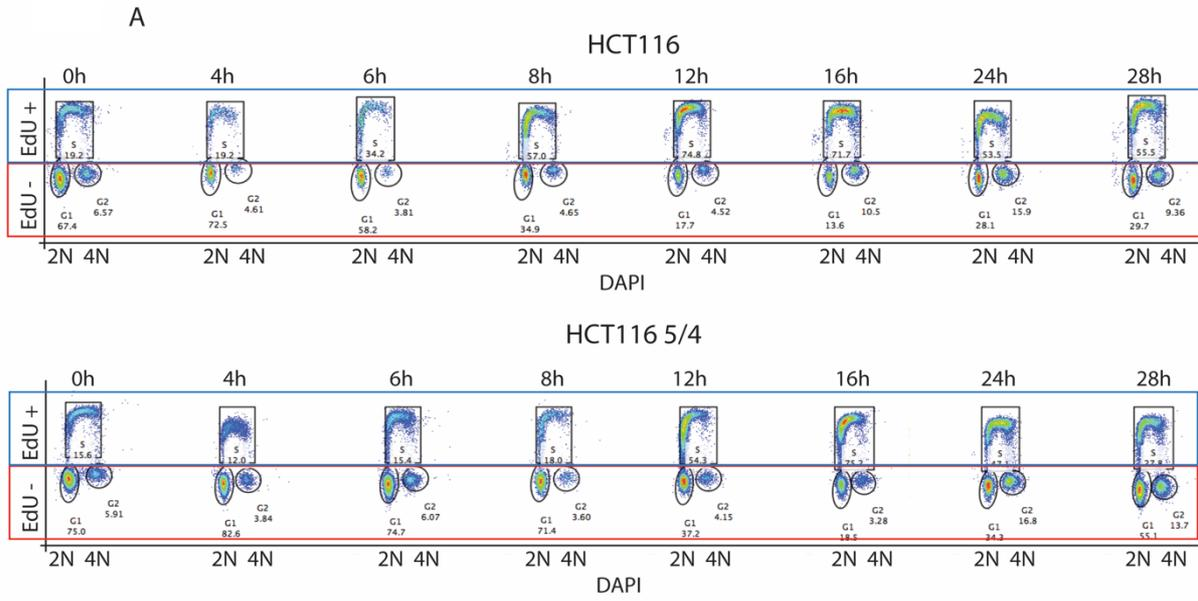 A
HCT116
0h 4h 6h 8h 12h 16h 24h 28h
EdU +
S S S S S S S S
19.2 19.2 34.2 57.0 74.8 71.7 53.5 55.5
EdU -
G2 G2 G2 G2 G2 G2 G2 G2
6.57 4.61 3.81 4.65 4.52 10.5 15.9 9.36
G1 G1 G1 G1 G1 G1 G1 G1
67.4 72.5 58.2 34.9 17.7 13.6 28.1 29.7
2N 4N 2N 4N 2N 4N 2N 4N 2N 4N 2N 4N 2N 4N 2N 4N
DAPI
HCT116 5/4
0h 4h 6h 8h 12h 16h 24h 28h
EdU +
S S S S S S S S
15.6 12.0 15.4 18.0 54.3 75.2 47.1 27.8
EdU -
G2 G2 G2 G2 G2 G2 G2 G2
5.91 3.84 6.07 3.60 4.15 3.28 16.8 13.7
G1 G1 G1 G1 G1 G1 G1 G1
75.0 82.6 74.7 71.4 37.2 18.5 34.3 55.1
2N 4N 2N 4N 2N 4N 2N 4N 2N 4N 2N 4N 2N 4N 2N 4N
DAPI